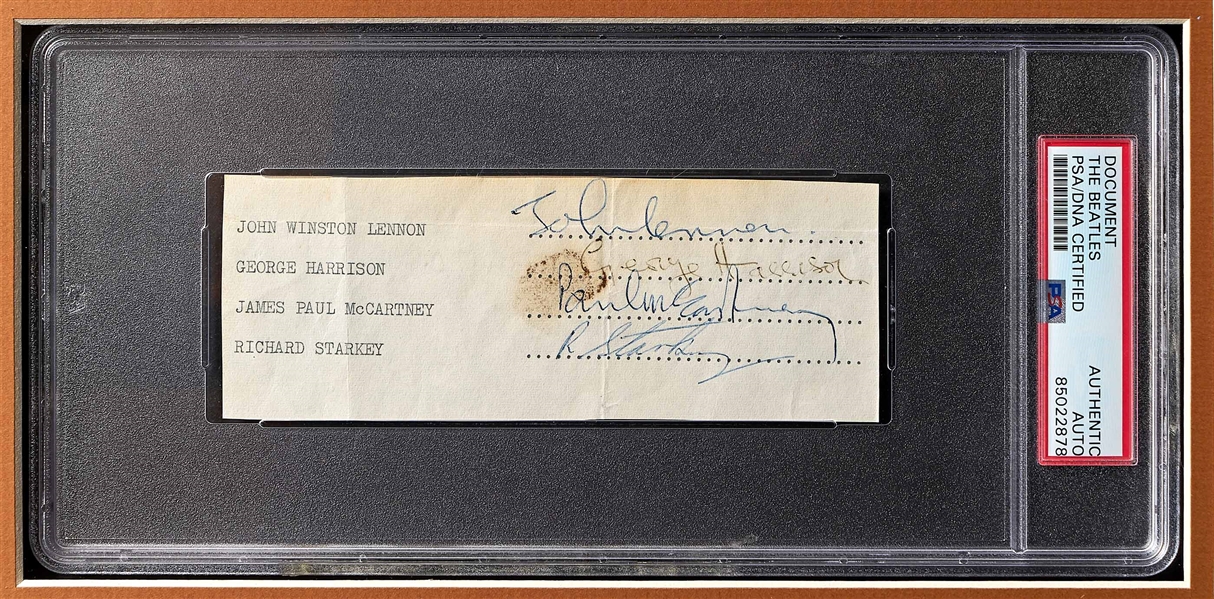 JOHN WINSTON LENNON John Lennon.
GEORGE HARRISON George Harrison
JAMES PAUL McCARTNEY Paul McCartney
RICHARD STARKEY R Starkey
DOCUMENT
THE BEATLES
PSA/DNA CERTIFIED
PSA
AUTHENTIC
AUTO
85022878